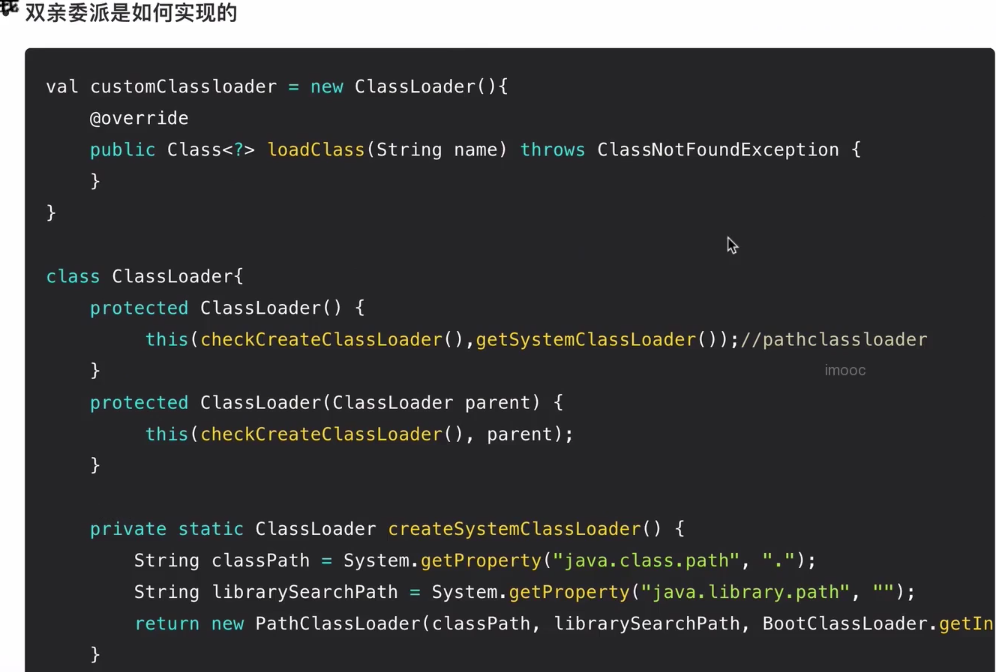 双亲委派是如何实现的
val customClassloader = new ClassLoader(){
@override
public Class<?> loadClass(String name) throws ClassNotFoundException {
}
}
class ClassLoader{
protected ClassLoader() {
this(checkCreateClassLoader(),getSystemClassLoader());//pathclassloader
}
imooc
protected ClassLoader(ClassLoader parent) {
this(checkCreateClassLoader(), parent);
}
private static ClassLoader createSystemClassLoader() {
String classPath = System.getProperty("java.class.path", ".");
String librarySearchPath = System.getProperty("java.library.path", "");
return new PathClassLoader(classPath, librarySearchPath, BootClassLoader.getIn
}